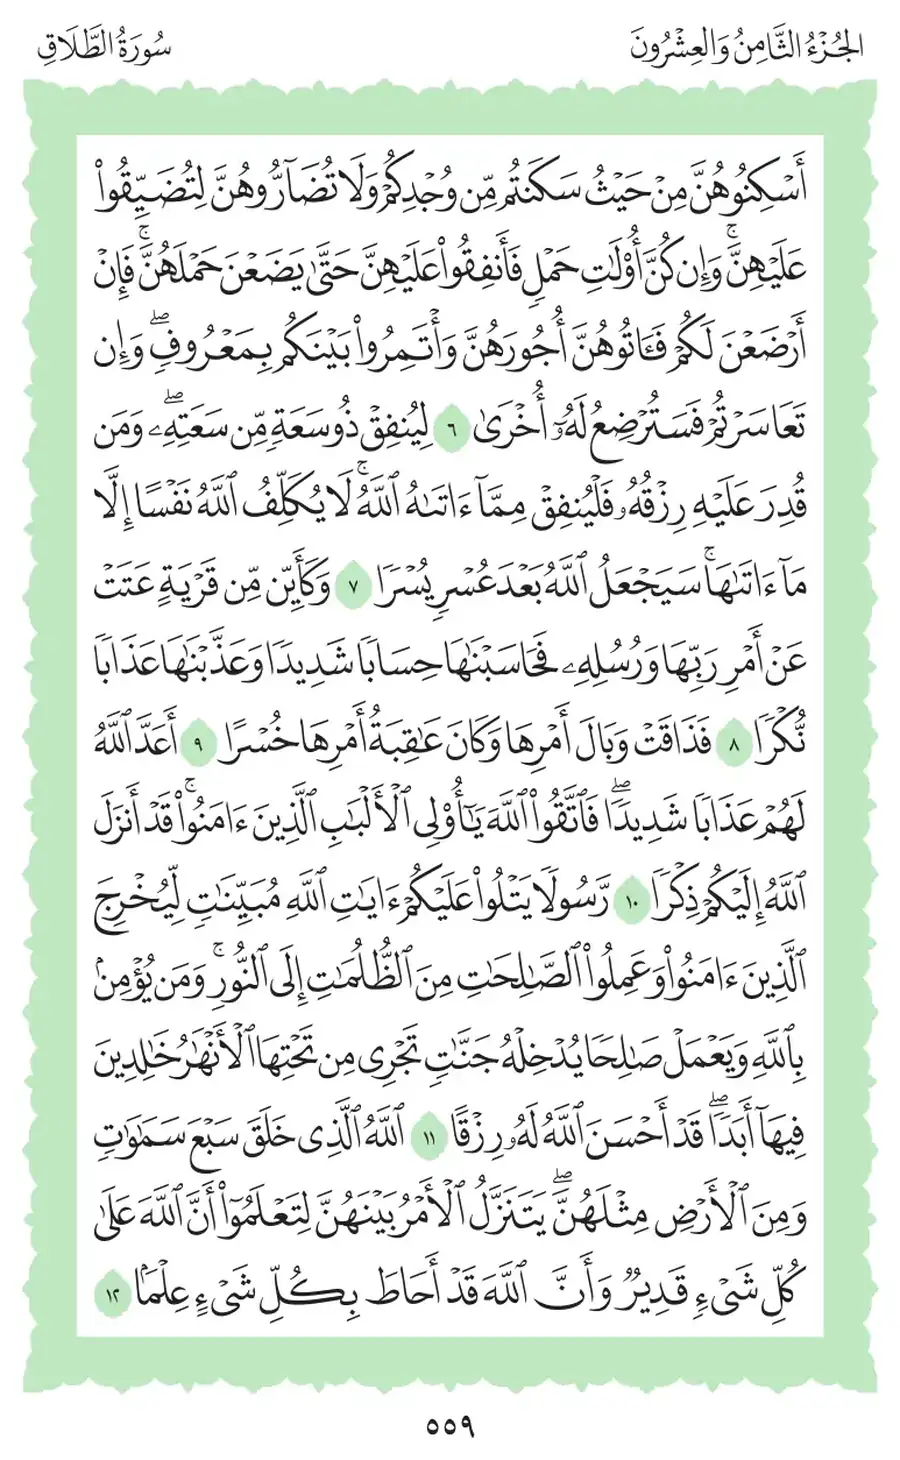 الجُزْءُ الثَّامِنُ وَالعِشْرُونَ
سُورَةُ الطَّلَاقِ
أَسْكِنُوهُنَّ مِنْ حَيْثُ سَكَنتُم مِّن وُجْدِكُمْ وَلَا تُضَآرُّوهُنَّ لِتُضَيِّقُوا۟
عَلَيْهِنَّ ۚ وَإِن كُنَّ أُو۟لَٰتِ حَمْلٍ فَأَنفِقُوا۟ عَلَيْهِنَّ حَتَّىٰ يَضَعْنَ حَمْلَهُنَّ ۚ فَإِنْ
أَرْضَعْنَ لَكُمْ فَـَٔاتُوهُنَّ أُجُورَهُنَّ وَأْتَمِرُوا۟ بَيْنَكُم بِمَعْرُوفٍ ۖ وَإِن
تَعَاسَرْتُمْ فَسَتُرْضِعُ لَهُۥٓ أُخْرَىٰ ٦ لِيُنفِقْ ذُو سَعَةٍ مِّن سَعَتِهِۦ ۖ وَمَن
قُدِرَ عَلَيْهِ رِزْقُهُۥ فَلْيُنفِقْ مِمَّآ ءَاتَىٰهُ ٱللَّهُ ۚ لَا يُكَلِّفُ ٱللَّهُ نَفْسًا إِلَّا
مَآ ءَاتَىٰهَا ۚ سَيَجْعَلُ ٱللَّهُ بَعْدَ عُسْرٍ يُسْرًا ٧ وَكَأَيِّن مِّن قَرْيَةٍ عَتَتْ
عَنْ أَمْرِ رَبِّهَا وَرُسُلِهِۦ فَحَاسَبْنَٰهَا حِسَابًا شَدِيدًا وَعَذَّبْنَٰهَا عَذَابًا
نُّكْرًا ٨ فَذَاقَتْ وَبَالَ أَمْرِهَا وَكَانَ عَٰقِبَةُ أَمْرِهَا خُسْرًا ٩ أَعَدَّ ٱللَّهُ
لَهُمْ عَذَابًا شَدِيدًا ۖ فَٱتَّقُوا۟ ٱللَّهَ يَٰٓأُو۟لِى ٱلْأَلْبَٰبِ ٱلَّذِينَ ءَامَنُوا۟ ۚ قَدْ أَنزَلَ
ٱللَّهُ إِلَيْكُمْ ذِكْرًا ١٠ رَّسُولًا يَتْلُوا۟ عَلَيْكُمْ ءَايَٰتِ ٱللَّهِ مُبَيِّنَٰتٍ لِّيُخْرِجَ
ٱلَّذِينَ ءَامَنُوا۟ وَعَمِلُوا۟ ٱلصَّٰلِحَٰتِ مِنَ ٱلظُّلُمَٰتِ إِلَى ٱلنُّورِ ۚ وَمَن يُؤْمِنۢ
بِٱللَّهِ وَيَعْمَلْ صَٰلِحًا يُدْخِلْهُ جَنَّٰتٍ تَجْرِى مِن تَحْتِهَا ٱلْأَنْهَٰرُ خَٰلِدِينَ
فِيهَآ أَبَدًا ۖ قَدْ أَحْسَنَ ٱللَّهُ لَهُۥ رِزْقًا ١١ ٱللَّهُ ٱلَّذِى خَلَقَ سَبْعَ سَمَٰوَٰتٍ
وَمِنَ ٱلْأَرْضِ مِثْلَهُنَّ ۖ يَتَنَزَّلُ ٱلْأَمْرُ بَيْنَهُنَّ لِتَعْلَمُوٓا۟ أَنَّ ٱللَّهَ عَلَىٰ
كُلِّ شَىْءٍ قَدِيرٌ وَأَنَّ ٱللَّهَ قَدْ أَحَاطَ بِكُلِّ شَىْءٍ عِلْمًۢا ١٢
٥٥٩